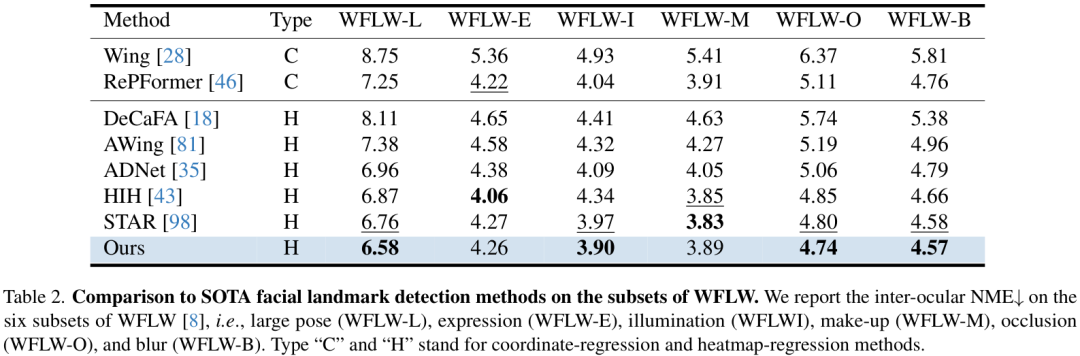 Method Type WFLW-L WFLW-E WFLW-I WFLW-M WFLW-O WFLW-B
Wing [28] C 8.75 5.36 4.93 5.41 6.37 5.81
RePFormer [46] C 7.25 4.22 4.04 3.91 5.11 4.76
DeCaFA [18] H 8.11 4.65 4.41 4.63 5.74 5.38
AWing [81] H 7.38 4.58 4.32 4.27 5.19 4.96
ADNet [35] H 6.96 4.38 4.09 4.05 5.06 4.79
HIH [43] H 6.87 4.06 4.34 3.85 4.85 4.66
STAR [98] H 6.76 4.27 3.97 3.83 4.80 4.58
Ours H 6.58 4.26 3.90 3.89 4.74 4.57
Table 2. Comparison to SOTA facial landmark detection methods on the subsets of WFLW. We report the inter-ocular NME↓ on the
six subsets of WFLW [8], i.e., large pose (WFLW-L), expression (WFLW-E), illumination (WFLWI), make-up (WFLW-M), occlusion
(WFLW-O), and blur (WFLW-B). Type “C” and “H” stand for coordinate-regression and heatmap-regression methods.